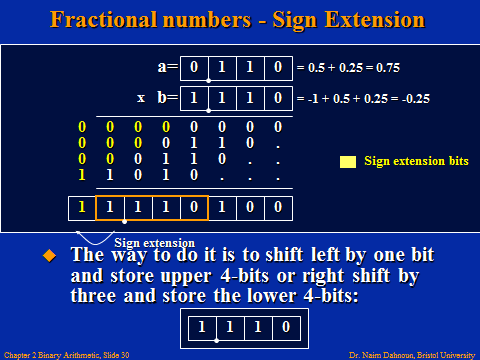 Fractional numbers - Sign Extension
a= 0 1 1 0 = 0.5 + 0.25 = 0.75
x b= 1 1 1 0 = -1 + 0.5 + 0.25 = -0.25
0 0 0 0 0 0 0 0
0 0 0 0 1 1 0 .
0 0 0 1 1 0 . .
1 1 0 1 0 . . .
Sign extension bits
1 1 1 1 0 1 0 0
Sign extension
◆ The way to do it is to shift left by one bit
and store upper 4-bits or right shift by
three and store the lower 4-bits:
1 1 1 0
Chapter 2 Binary Arithmetic, Slide 30
Dr. Naim Dahnoun, Bristol University